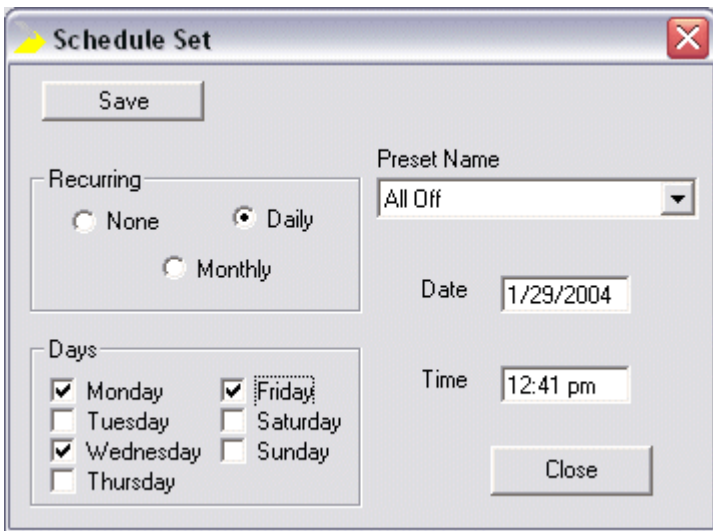 Schedule Set
Save
Preset Name
All Off
Recurring
None
Daily
Monthly
Date
1/29/2004
Days
Monday
Friday
Tuesday
Saturday
Wednesday
Sunday
Thursday
Time
12:41 pm
Close